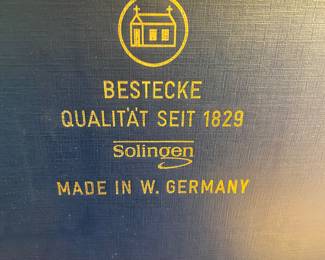 BESTECKE
QUALITÄT SEIT 1829
Solingen
MADE IN W. GERMANY